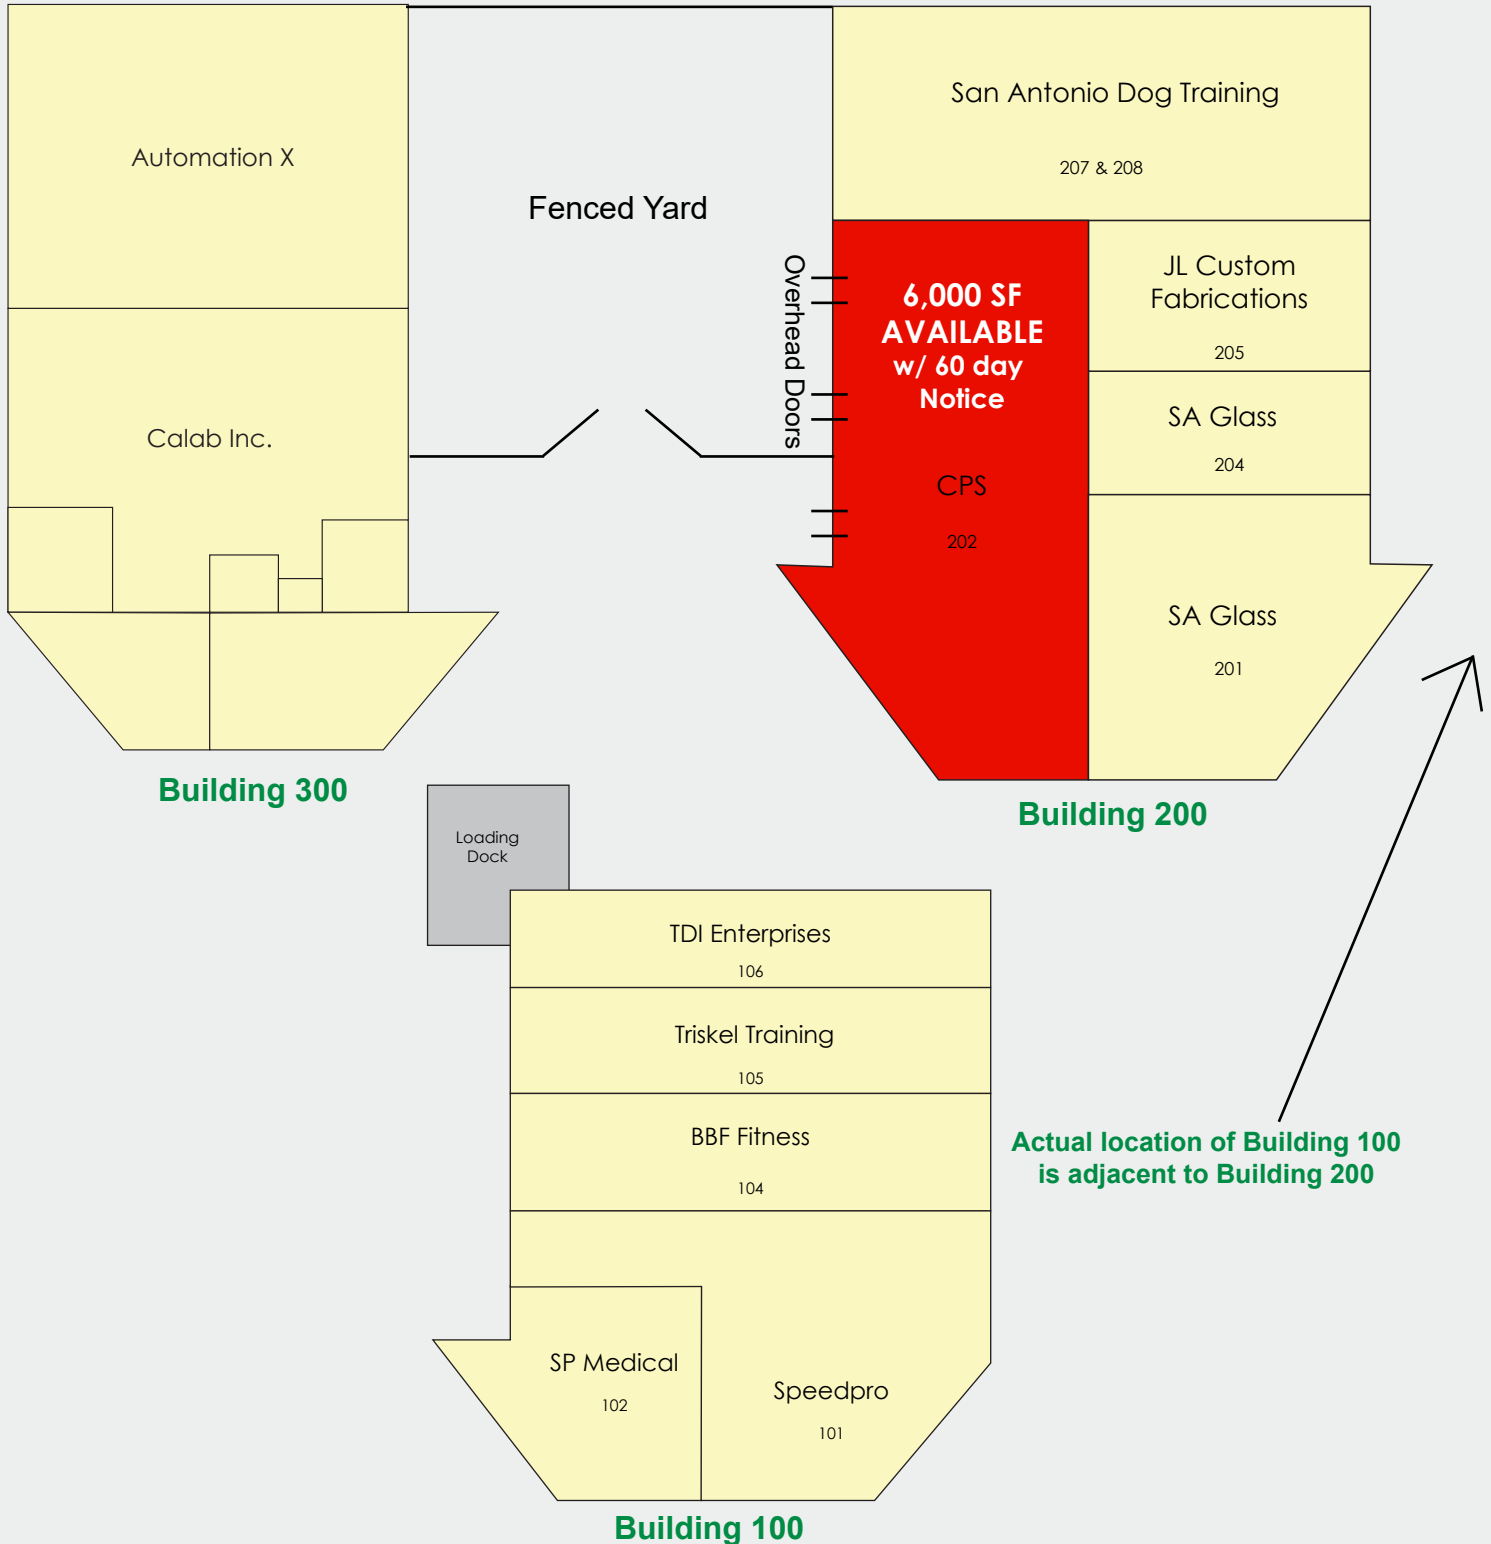 Automation X
Calab Inc.
Building 300
Fenced Yard
Overhead Doors
San Antonio Dog Training
207 & 208
6,000 SF
AVAILABLE
w/ 60 day
Notice
CPS
202
JL Custom
Fabrications
205
SA Glass
204
SA Glass
201
Building 200
Loading
Dock
TDI Enterprises
106
Triskel Training
105
BBF Fitness
104
SP Medical
102
Speedpro
101
Building 100
Actual location of Building 100
is adjacent to Building 200